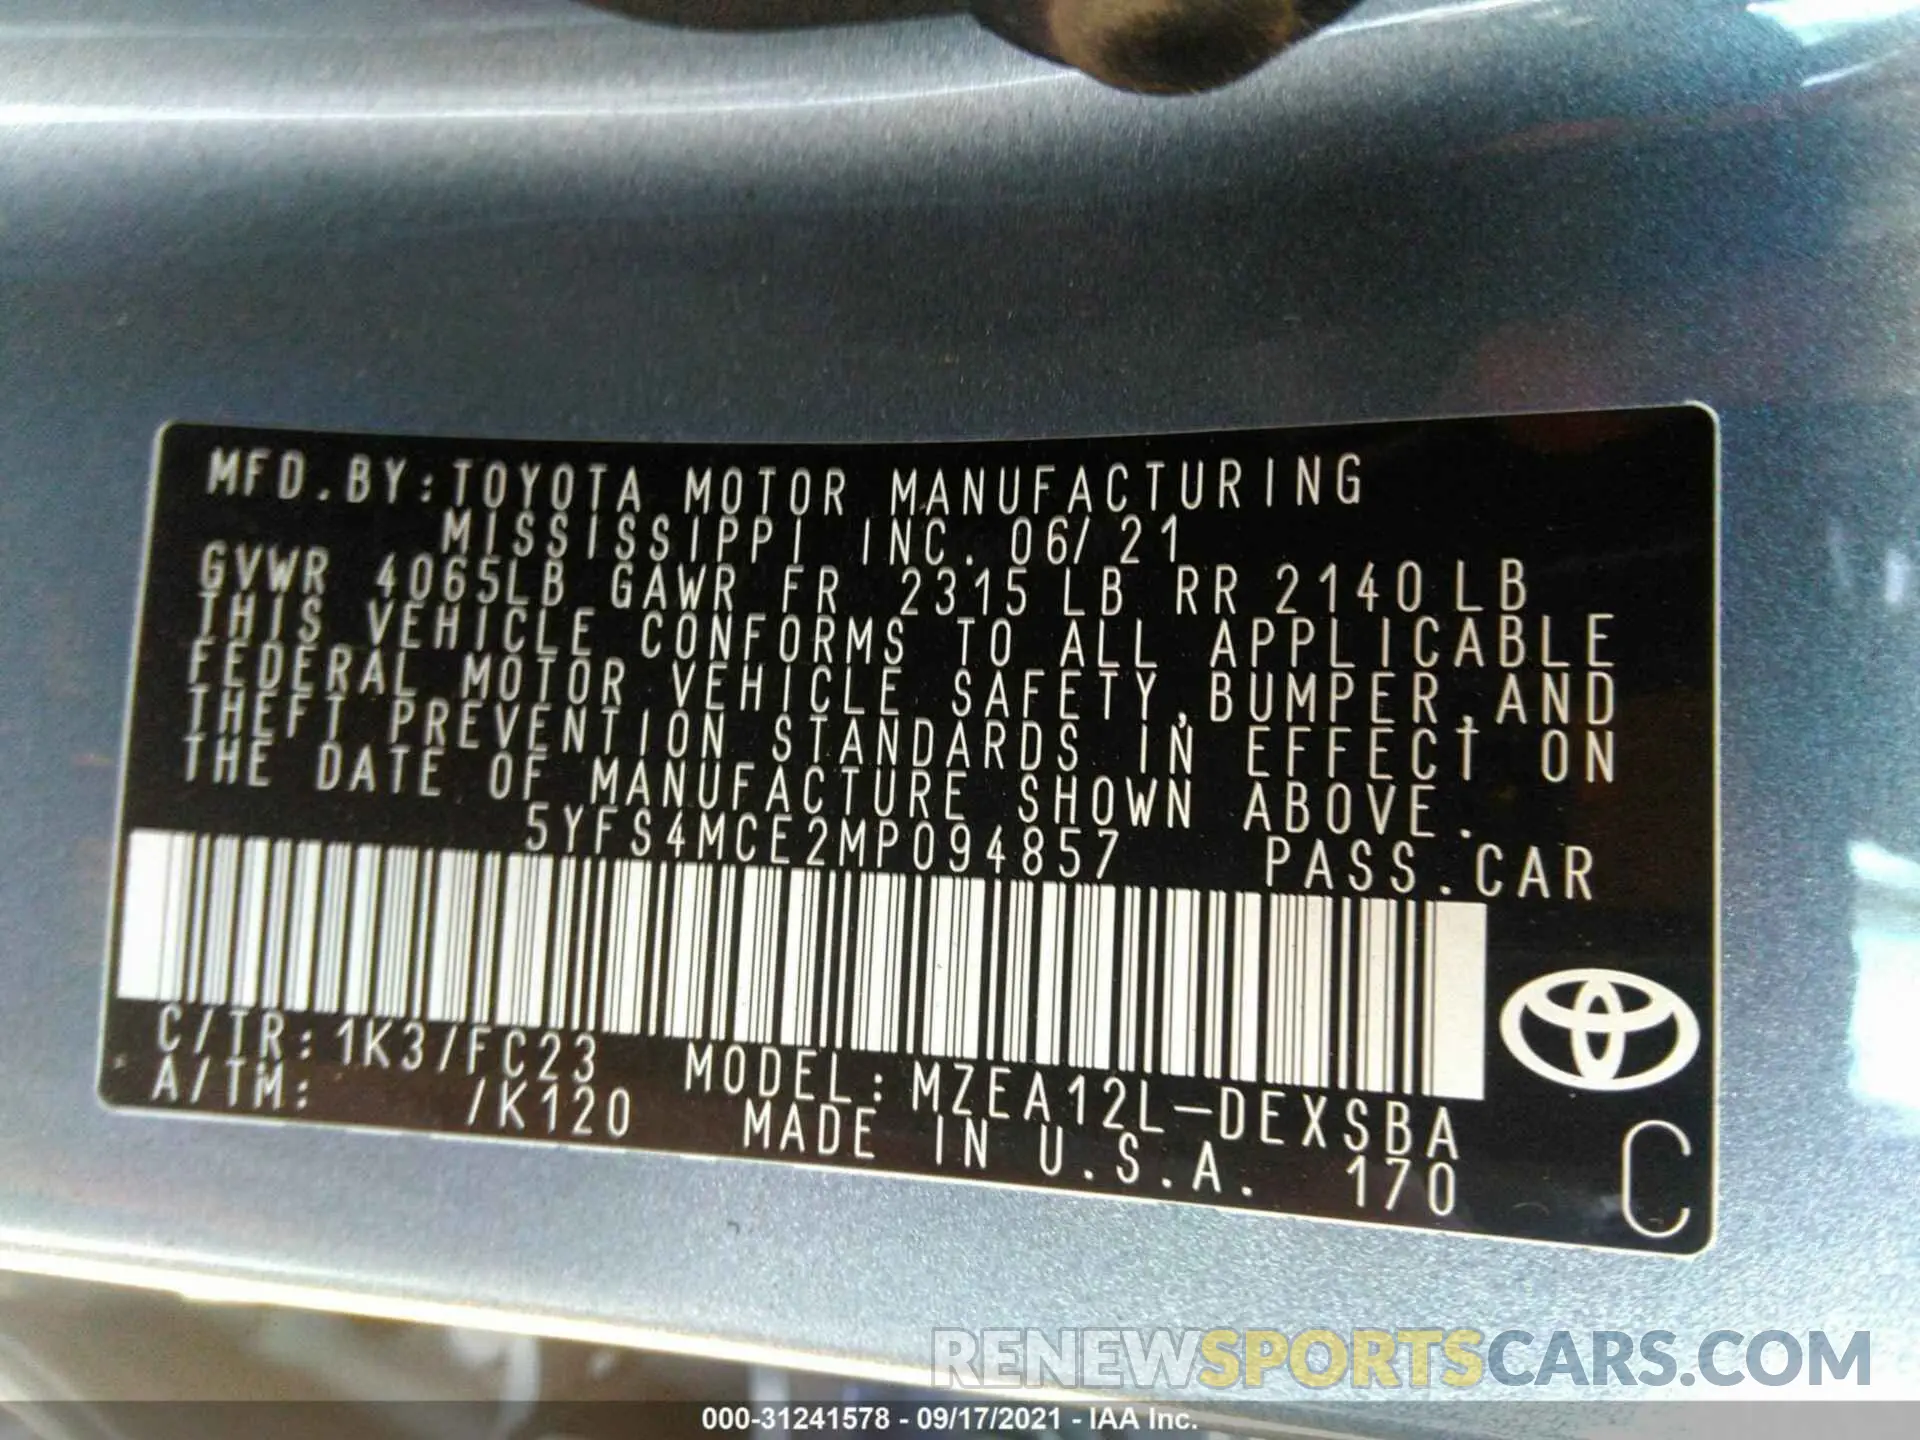 MFD.BY:TOYOTA MOTOR MANUFACTURING
MISSISSIPPI INC. 06/21
GVWR 4065LB GAWR FR 2315LB RR 2140LB
THIS VEHICLE CONFORMS TO ALL APPLICABLE
FEDERAL MOTOR VEHICLE SAFETY,BUMPER,AND
THEFT PREVENTION STANDARDS IN EFFECT ON
THE DATE OF MANUFACTURE SHOWN ABOVE.
5YFS4MCE2MP094857 PASS.CAR
C/TR:1K3/FC23 MODEL:MZEA12L-DEXSBA
A/TM: /K120 MADE IN U.S.A. 170
C
RENEWSPORTSCARS.COM
000-31241578 - 09/17/2021 - IAA Inc.